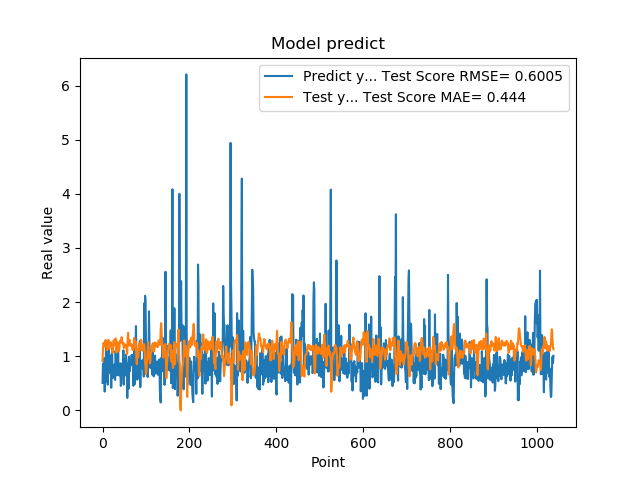 Model predict
Predict y... Test Score RMSE= 0.6005
Test y... Test Score MAE= 0.444
Real value
6
5
4
3
2
1
0
0 200 400 600 800 1000
Point